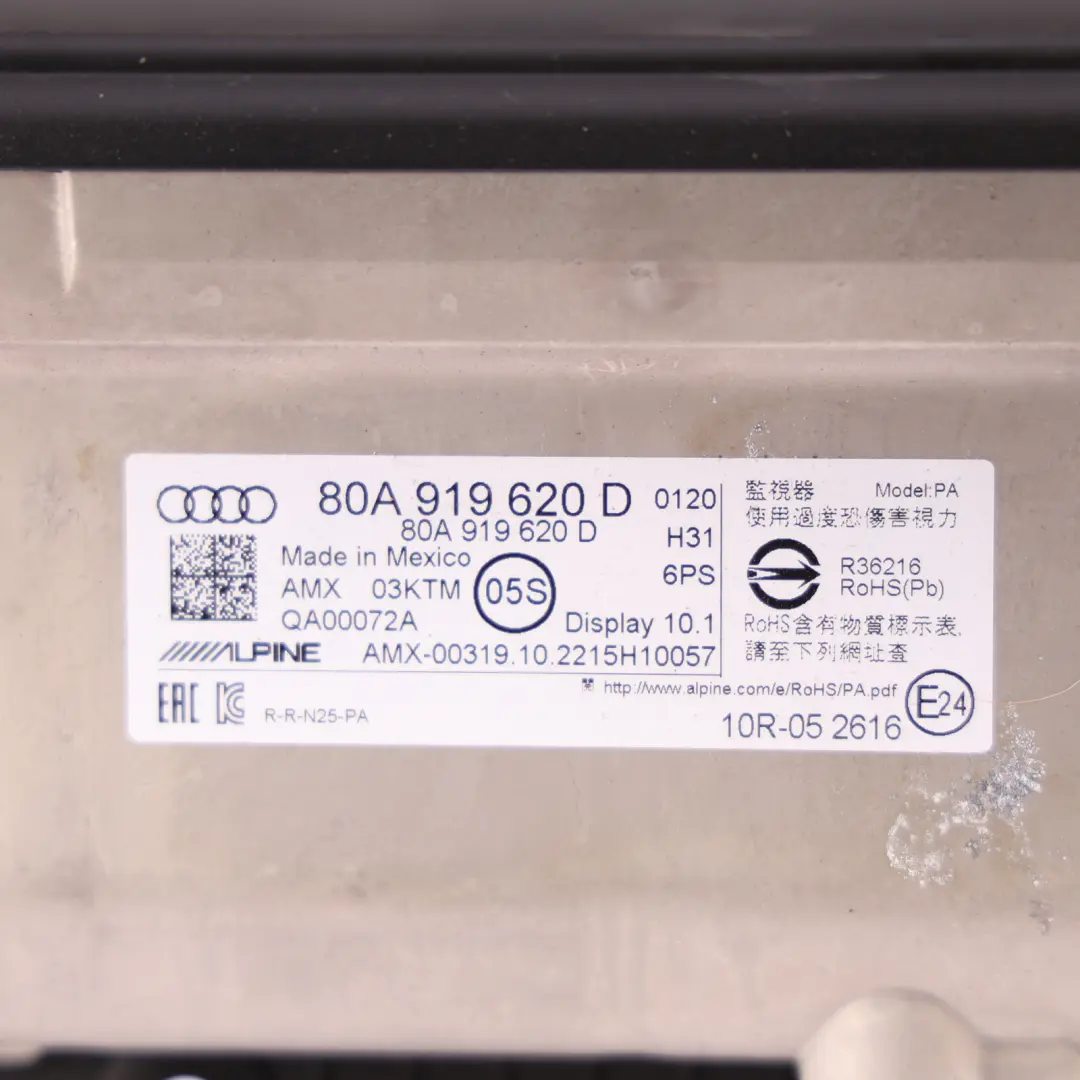 80A 919 620 D 0120
80A 919 620 D H31
Made in Mexico 6PS
AMX 03KTM 05S
QA00072A Display 10.1
ALPINE AMX-00319.10.2215H10057
監視器 Model:PA
使用過度恐傷害視力
R36216
RoHS(Pb)
RoHS含有物質標示表,
請至下列網址查
http://www.alpine.com/e/RoHS/PA.pdf
EAC KC R-R-N25-PA
10R-05 2616 E24